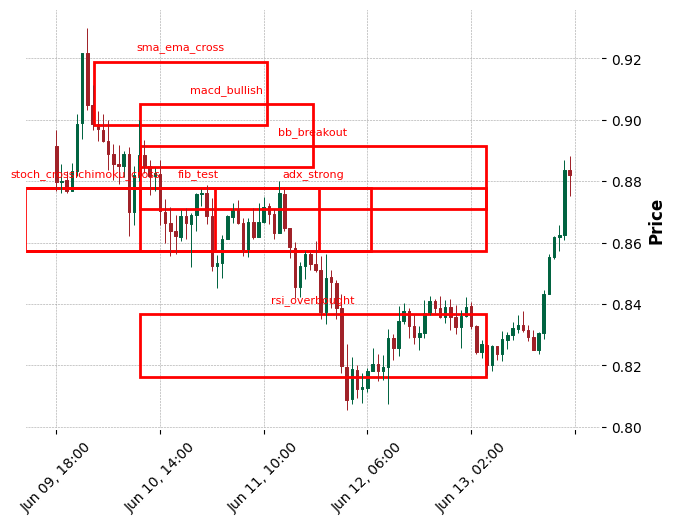 sma_ema_cross
macd_bullish
bb_breakout
fib_test
adx_strong
rsi_overbought
0.92
0.90
0.88
0.86
0.84
0.82
0.80
Price
Jun 09, 18:00
Jun 10, 14:00
Jun 11, 10:00
Jun 12, 06:00
Jun 13, 02:00